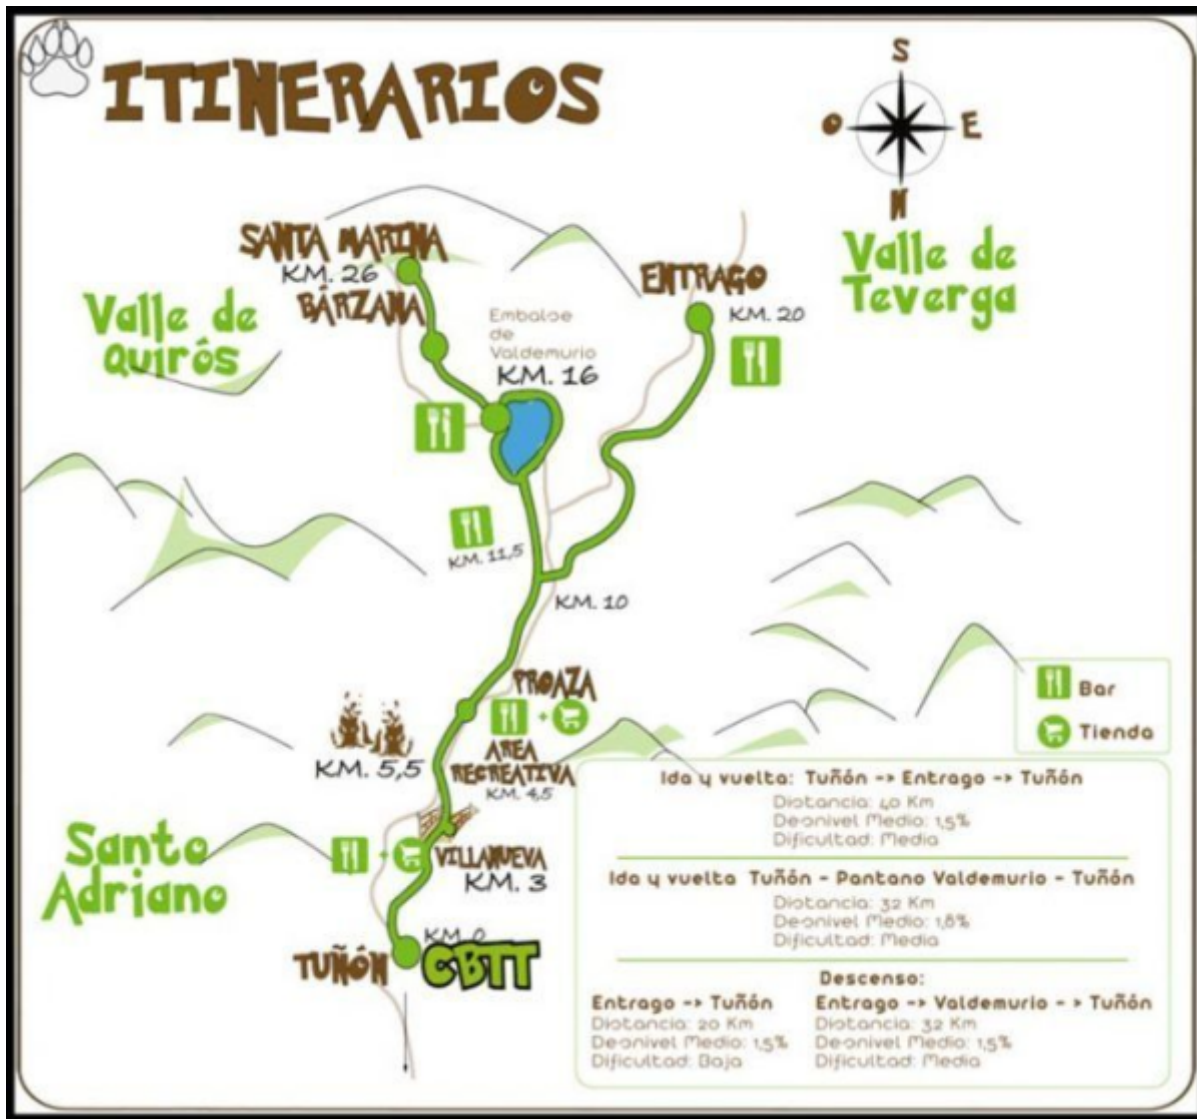 ITINERARIOS
S
O
E
N
SANTA MARINA
KM. 26
BÁRZANA
Valle de
Quirós
Embalse
de
Valdemurio
KM. 16
ENTRAGO
KM. 20
Valle de
Teverga
KM. 11,5
KM. 10
PROAZA
+
KM. 5,5
AREA
RECREATIVA
KM. 4,5
Santo
Adriano
+
VILLANUEVA
KM. 3
KM. 0
TUÑÓN
CBTT
Bar
Tienda
Ida y vuelta: Tuñón -> Entrago -> Tuñón
Distancia: 40 Km
Desnivel Medio: 1,5%
Dificultad: Media
Ida y vuelta Tuñón - Pantano Valdemurio - Tuñón
Distancia: 32 Km
Desnivel Medio: 1,8%
Dificultad: Media
Descenso:
Entrago -> Tuñón
Distancia: 20 Km
Desnivel Medio: 1,5%
Dificultad: Baja
Entrago -> Valdemurio - > Tuñón
Distancia: 32 Km
Desnivel Medio: 1,5%
Dificultad: Media